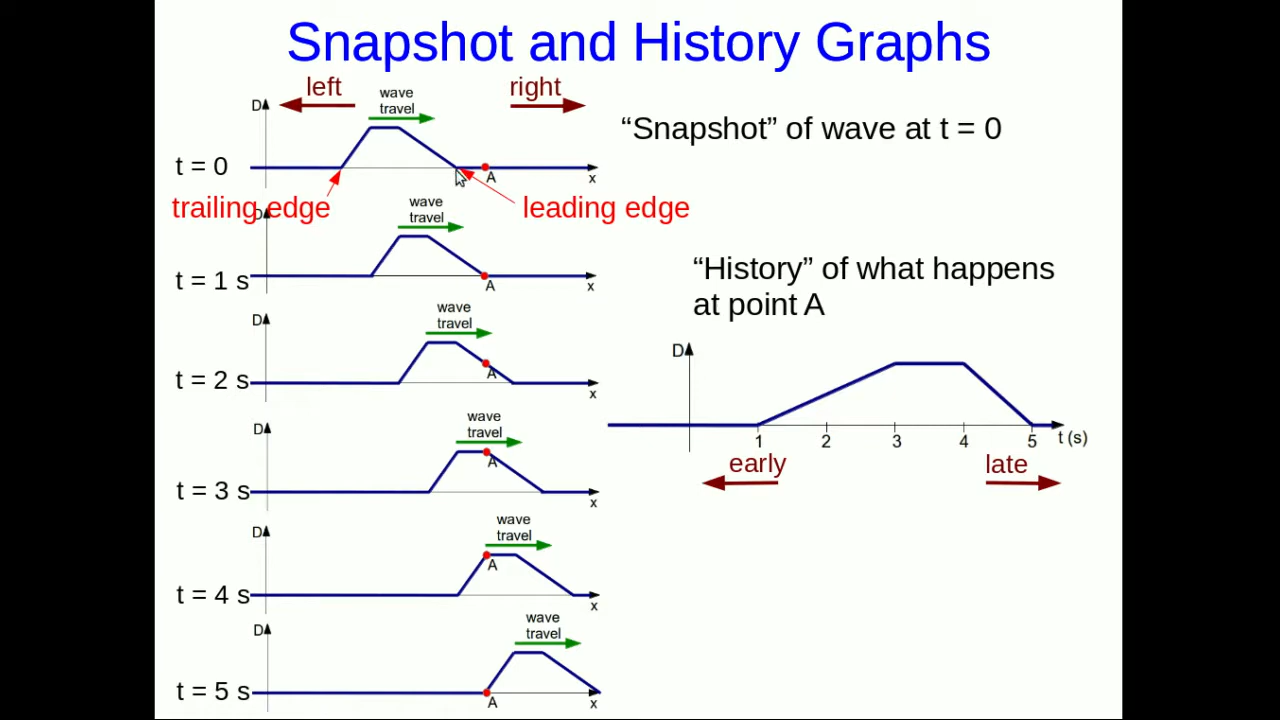 Snapshot and History Graphs
left
wave
travel
right
D
t = 0
A
x
"Snapshot" of wave at t = 0
trailing edge
leading edge
D
wave
travel
t = 1 s
A
x
"History" of what happens
at point A
D
wave
travel
t = 2 s
A
x
D
1
2
3
4
5
t (s)
early
late
D
wave
travel
t = 3 s
A
x
D
wave
travel
t = 4 s
A
x
D
wave
travel
t = 5 s
A
x